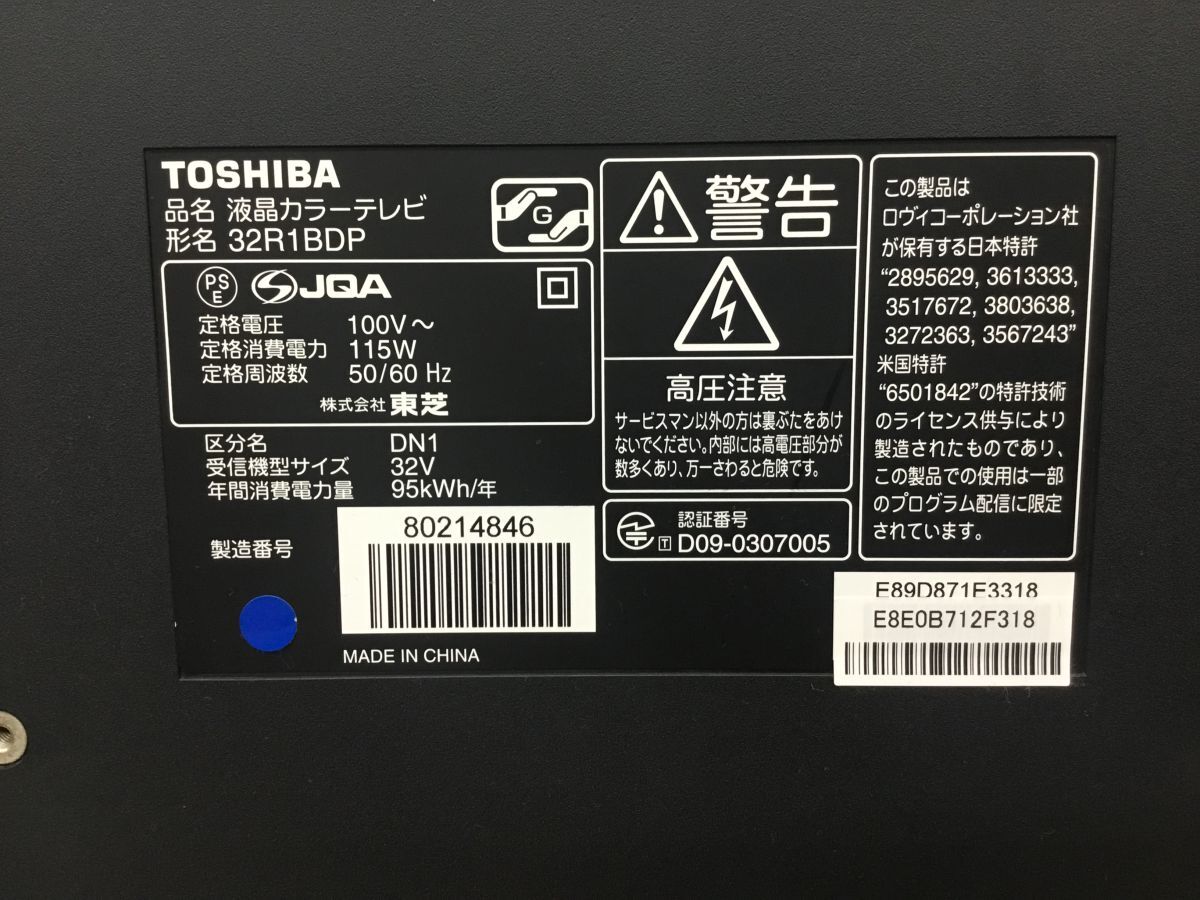 TOSHIBA
品名 液晶カラーテレビ
形名 32R1BDP
G
PS
E
JQA
定格電圧 100V～
定格消費電力 115W
定格周波数 50/60 Hz
株式会社 東芝
区分名 DN1
受信機型サイズ 32V
年間消費電力量 95kWh/年
製造番号
80214846
MADE IN CHINA
警告
高圧注意
サービスマン以外の方は裏ぶたをあけ
ないでください。内部には高電圧部分が
数多くあり、万一さわると危険です。
認証番号
T D09-0307005
この製品は
ロヴィコーポレーション社
が保有する日本特許
“2895629, 3613333,
3517672, 3803638,
3272363, 3567243”
米国特許
“6501842”の特許技術
のライセンス供与により
製造されたものであり、
この製品での使用は一部
のプログラム配信に限定
されています。
E89D871E3318
E8E0B712F318